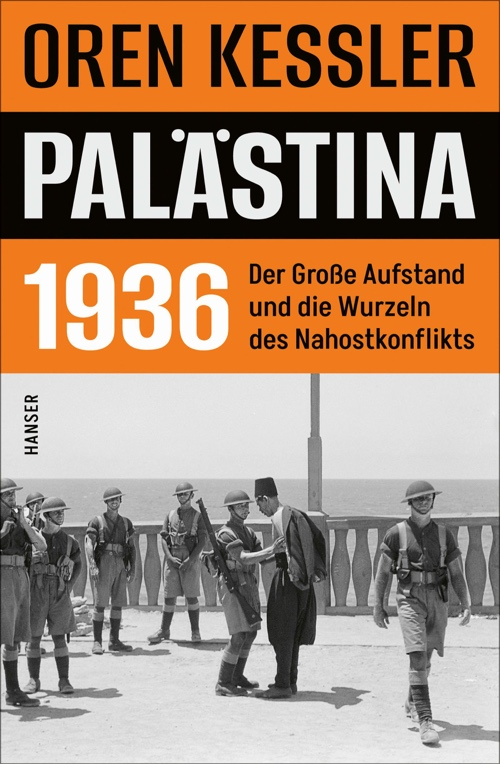 OREN KESSLER
PALÄSTINA
1936
Der Große Aufstand
und die Wurzeln
des Nahostkonflikts
HANSER